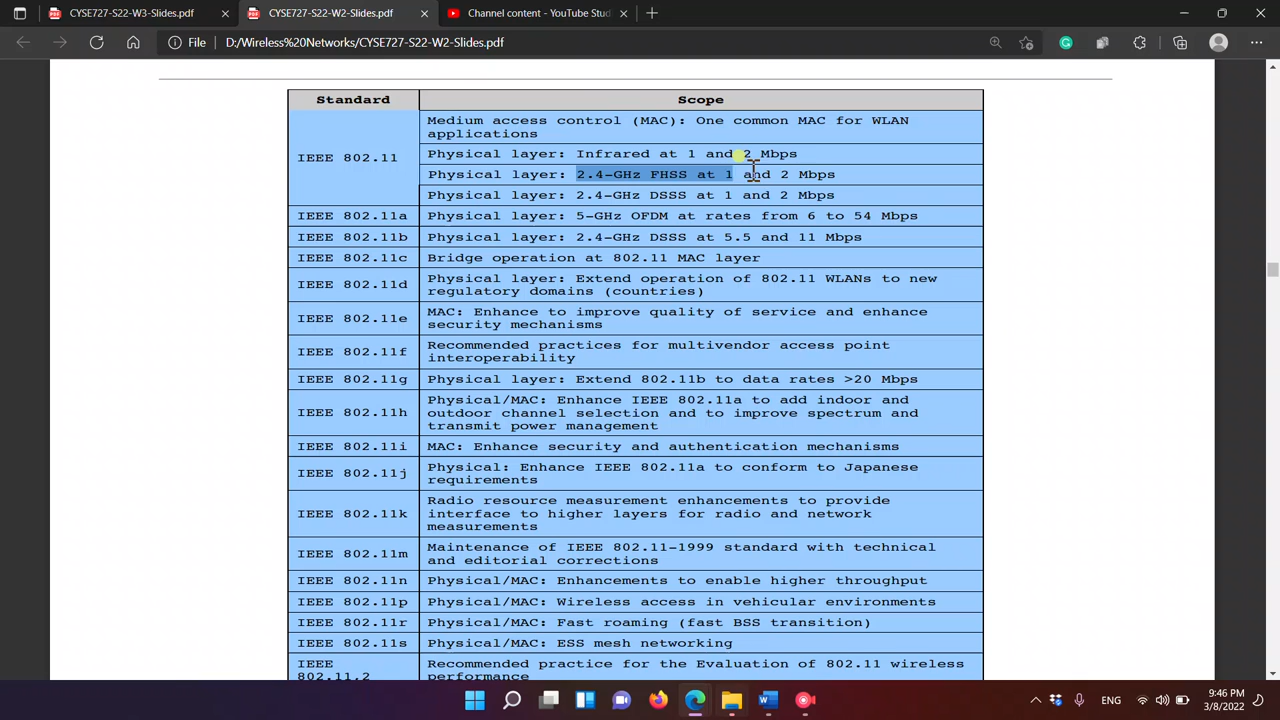 CYSE727-S22-W3-Slides.pdf
CYSE727-S22-W2-Slides.pdf
Channel content - YouTube Stud
File
D:/Wireless%20Networks/CYSE727-S22-W2-Slides.pdf
Standard
Scope
IEEE 802.11
Medium access control (MAC): One common MAC for WLAN
applications
Physical layer: Infrared at 1 and 2 Mbps
Physical layer: 2.4-GHz FHSS at 1 and 2 Mbps
Physical layer: 2.4-GHz DSSS at 1 and 2 Mbps
IEEE 802.11a
Physical layer: 5-GHz OFDM at rates from 6 to 54 Mbps
IEEE 802.11b
Physical layer: 2.4-GHz DSSS at 5.5 and 11 Mbps
IEEE 802.11c
Bridge operation at 802.11 MAC layer
IEEE 802.11d
Physical layer: Extend operation of 802.11 WLANs to new
regulatory domains (countries)
IEEE 802.11e
MAC: Enhance to improve quality of service and enhance
security mechanisms
IEEE 802.11f
Recommended practices for multivendor access point
interoperability
IEEE 802.11g
Physical layer: Extend 802.11b to data rates >20 Mbps
IEEE 802.11h
Physical/MAC: Enhance IEEE 802.11a to add indoor and
outdoor channel selection and to improve spectrum and
transmit power management
IEEE 802.11i
MAC: Enhance security and authentication mechanisms
IEEE 802.11j
Physical: Enhance IEEE 802.11a to conform to Japanese
requirements
IEEE 802.11k
Radio resource measurement enhancements to provide
interface to higher layers for radio and network
measurements
IEEE 802.11m
Maintenance of IEEE 802.11-1999 standard with technical
and editorial corrections
IEEE 802.11n
Physical/MAC: Enhancements to enable higher throughput
IEEE 802.11p
Physical/MAC: Wireless access in vehicular environments
IEEE 802.11r
Physical/MAC: Fast roaming (fast BSS transition)
IEEE 802.11s
Physical/MAC: ESS mesh networking
IEEE
802.11.2
Recommended practice for the Evaluation of 802.11 wireless
performance
ENG
9:46 PM
3/8/2022